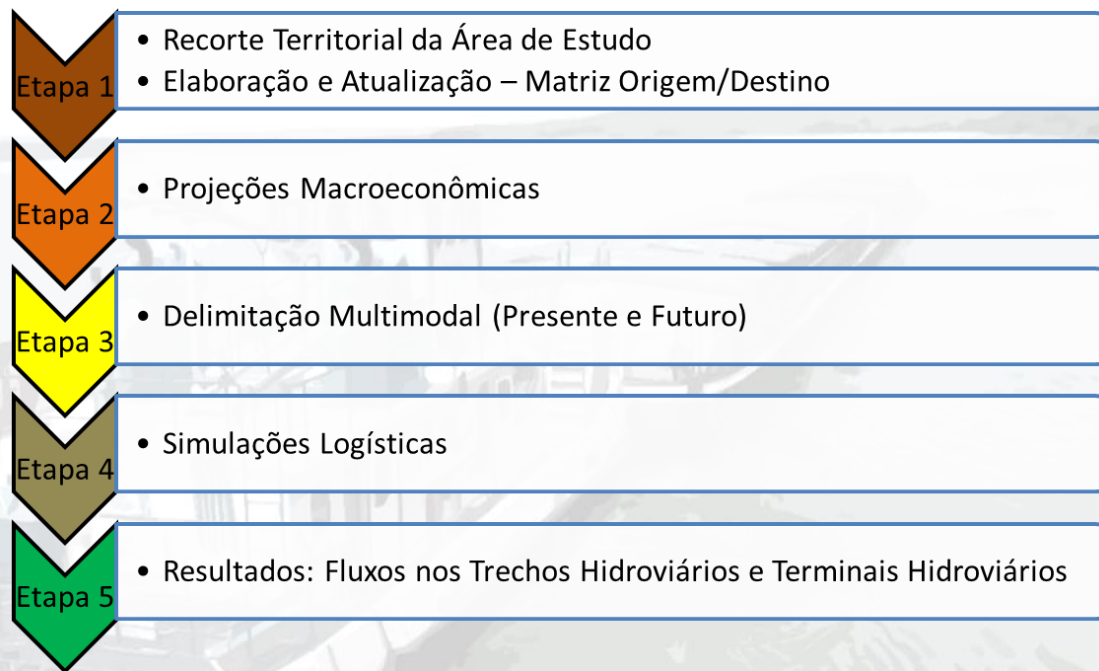 Etapa 1
• Recorte Territorial da Área de Estudo
• Elaboração e Atualização – Matriz Origem/Destino
Etapa 2
• Projeções Macroeconômicas
Etapa 3
• Delimitação Multimodal (Presente e Futuro)
Etapa 4
• Simulações Logísticas
Etapa 5
• Resultados: Fluxos nos Trechos Hidroviários e Terminais Hidroviários